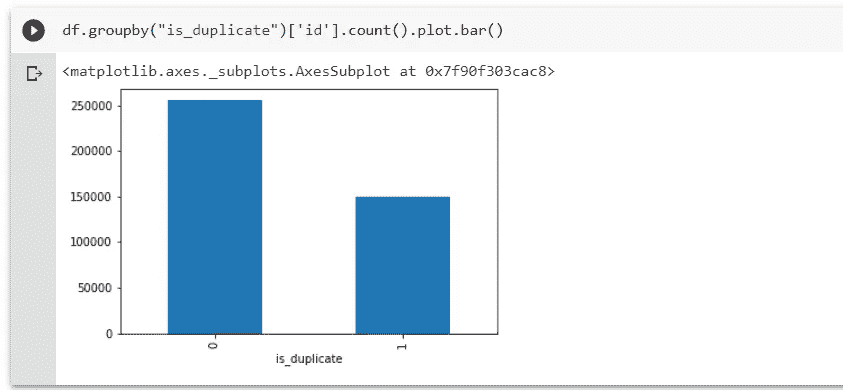 df.groupby("is_duplicate")['id'].count().plot.bar()
<matplotlib.axes._subplots.AxesSubplot at 0x7f90f303cac8>
250000
200000
150000
100000
50000
0
0
1
is_duplicate